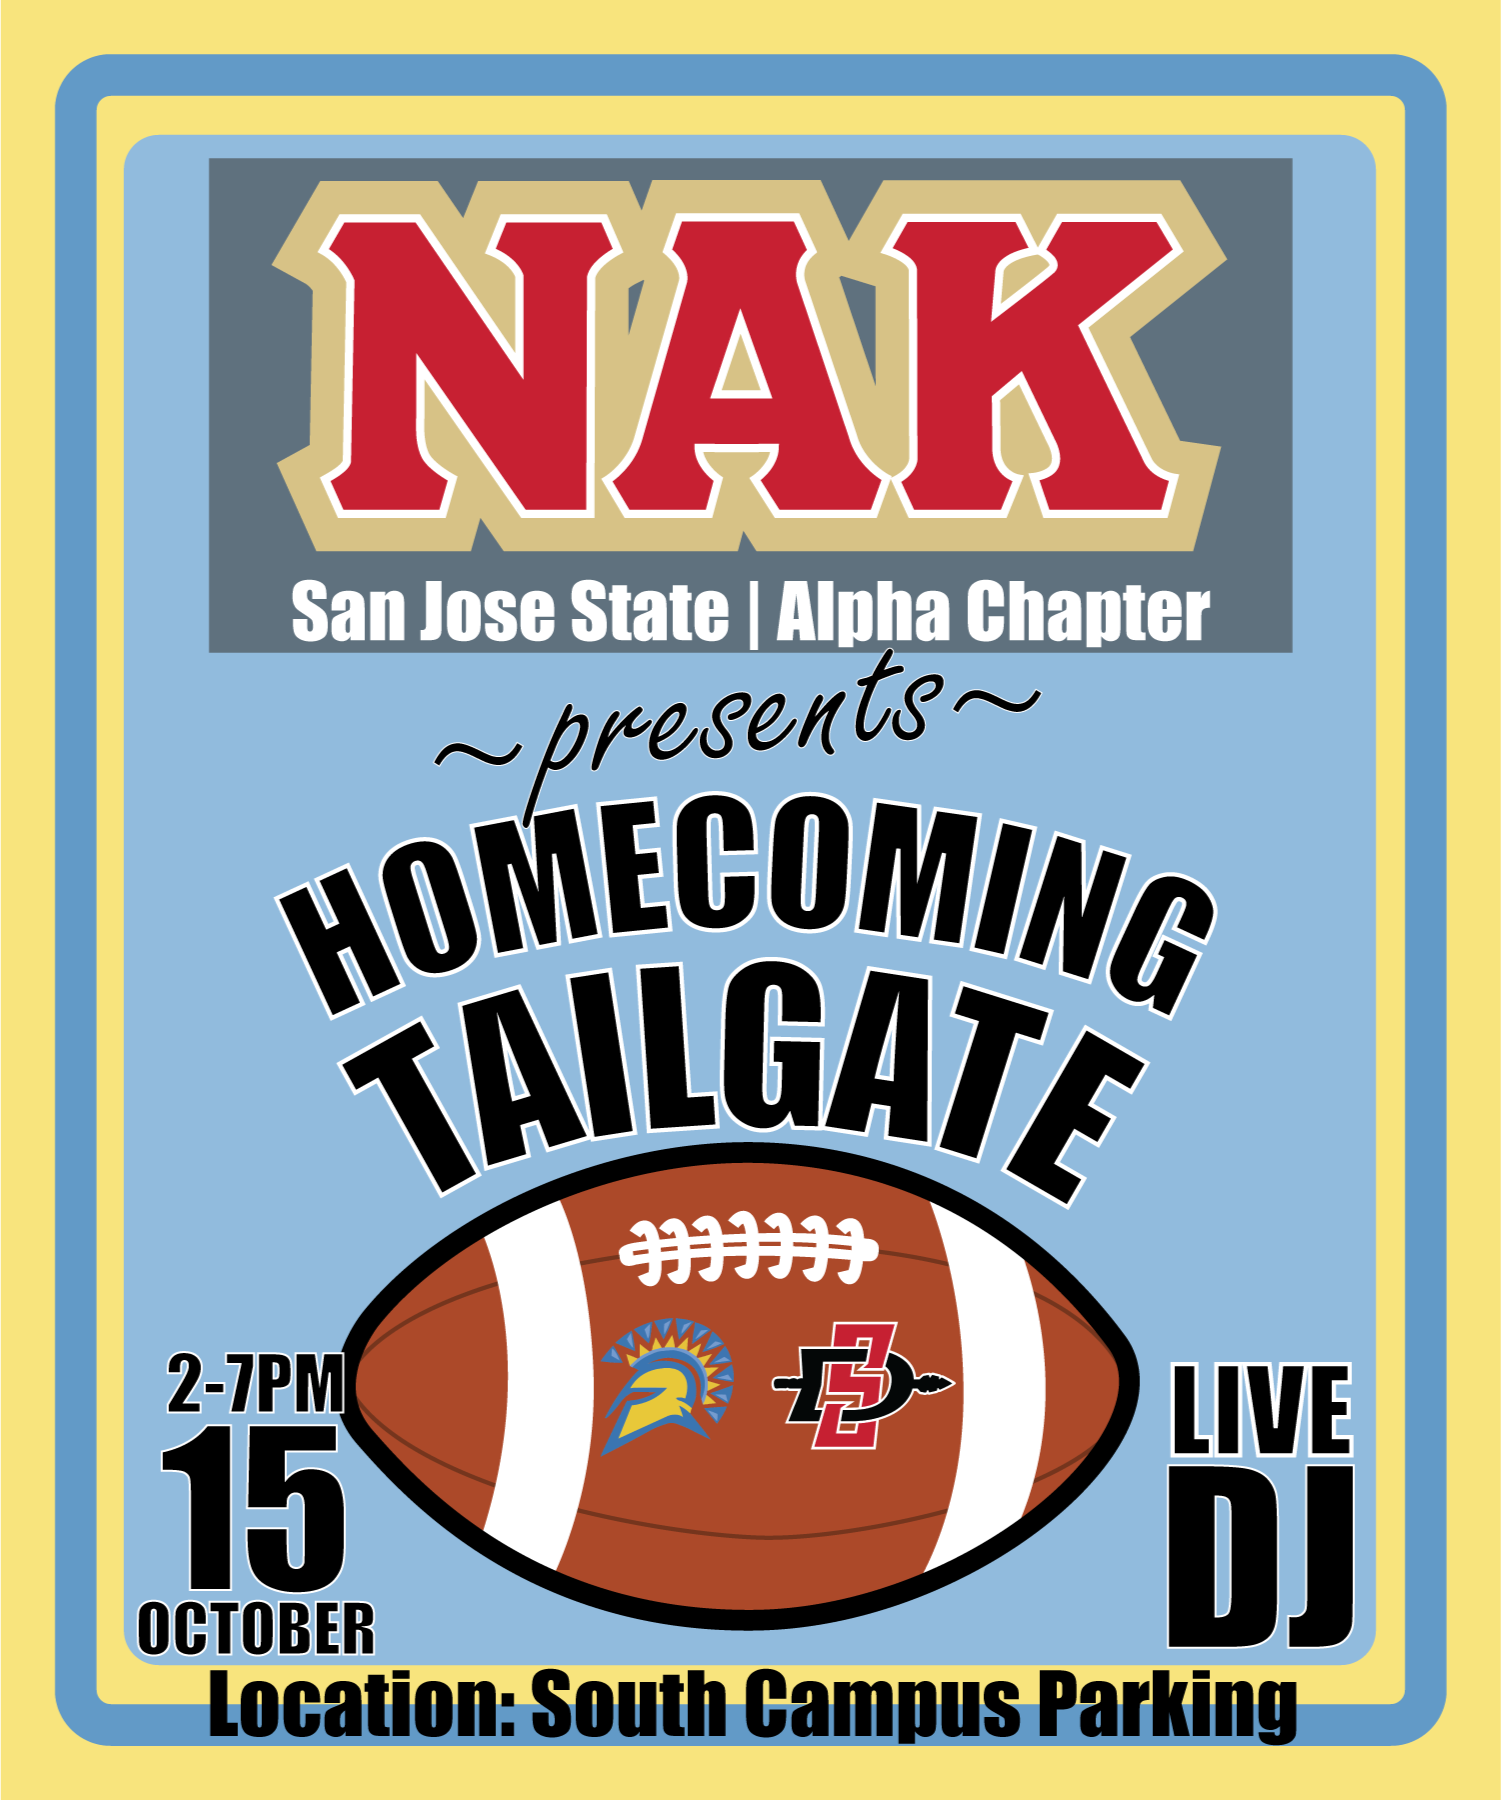 NAK
San Jose State | Alpha Chapter
~presents~
HOMECOMING
TAILGATE
SD
2-7PM
15
OCTOBER
LIVE
DJ
Location: South Campus Parking